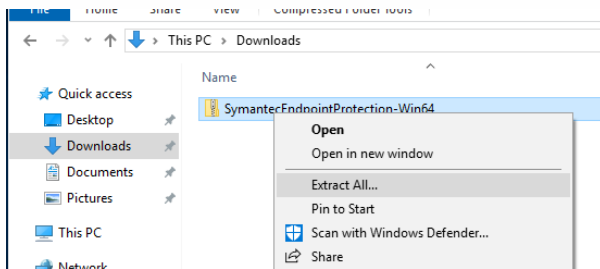 File Home Share View Compressed Folder Tools
This PC > Downloads
Name
Quick access
SymantecEndpointProtection-Win64
Desktop
Open
Downloads
Open in new window
Documents
Extract All...
Pictures
Pin to Start
This PC
Scan with Windows Defender...
Share
Network